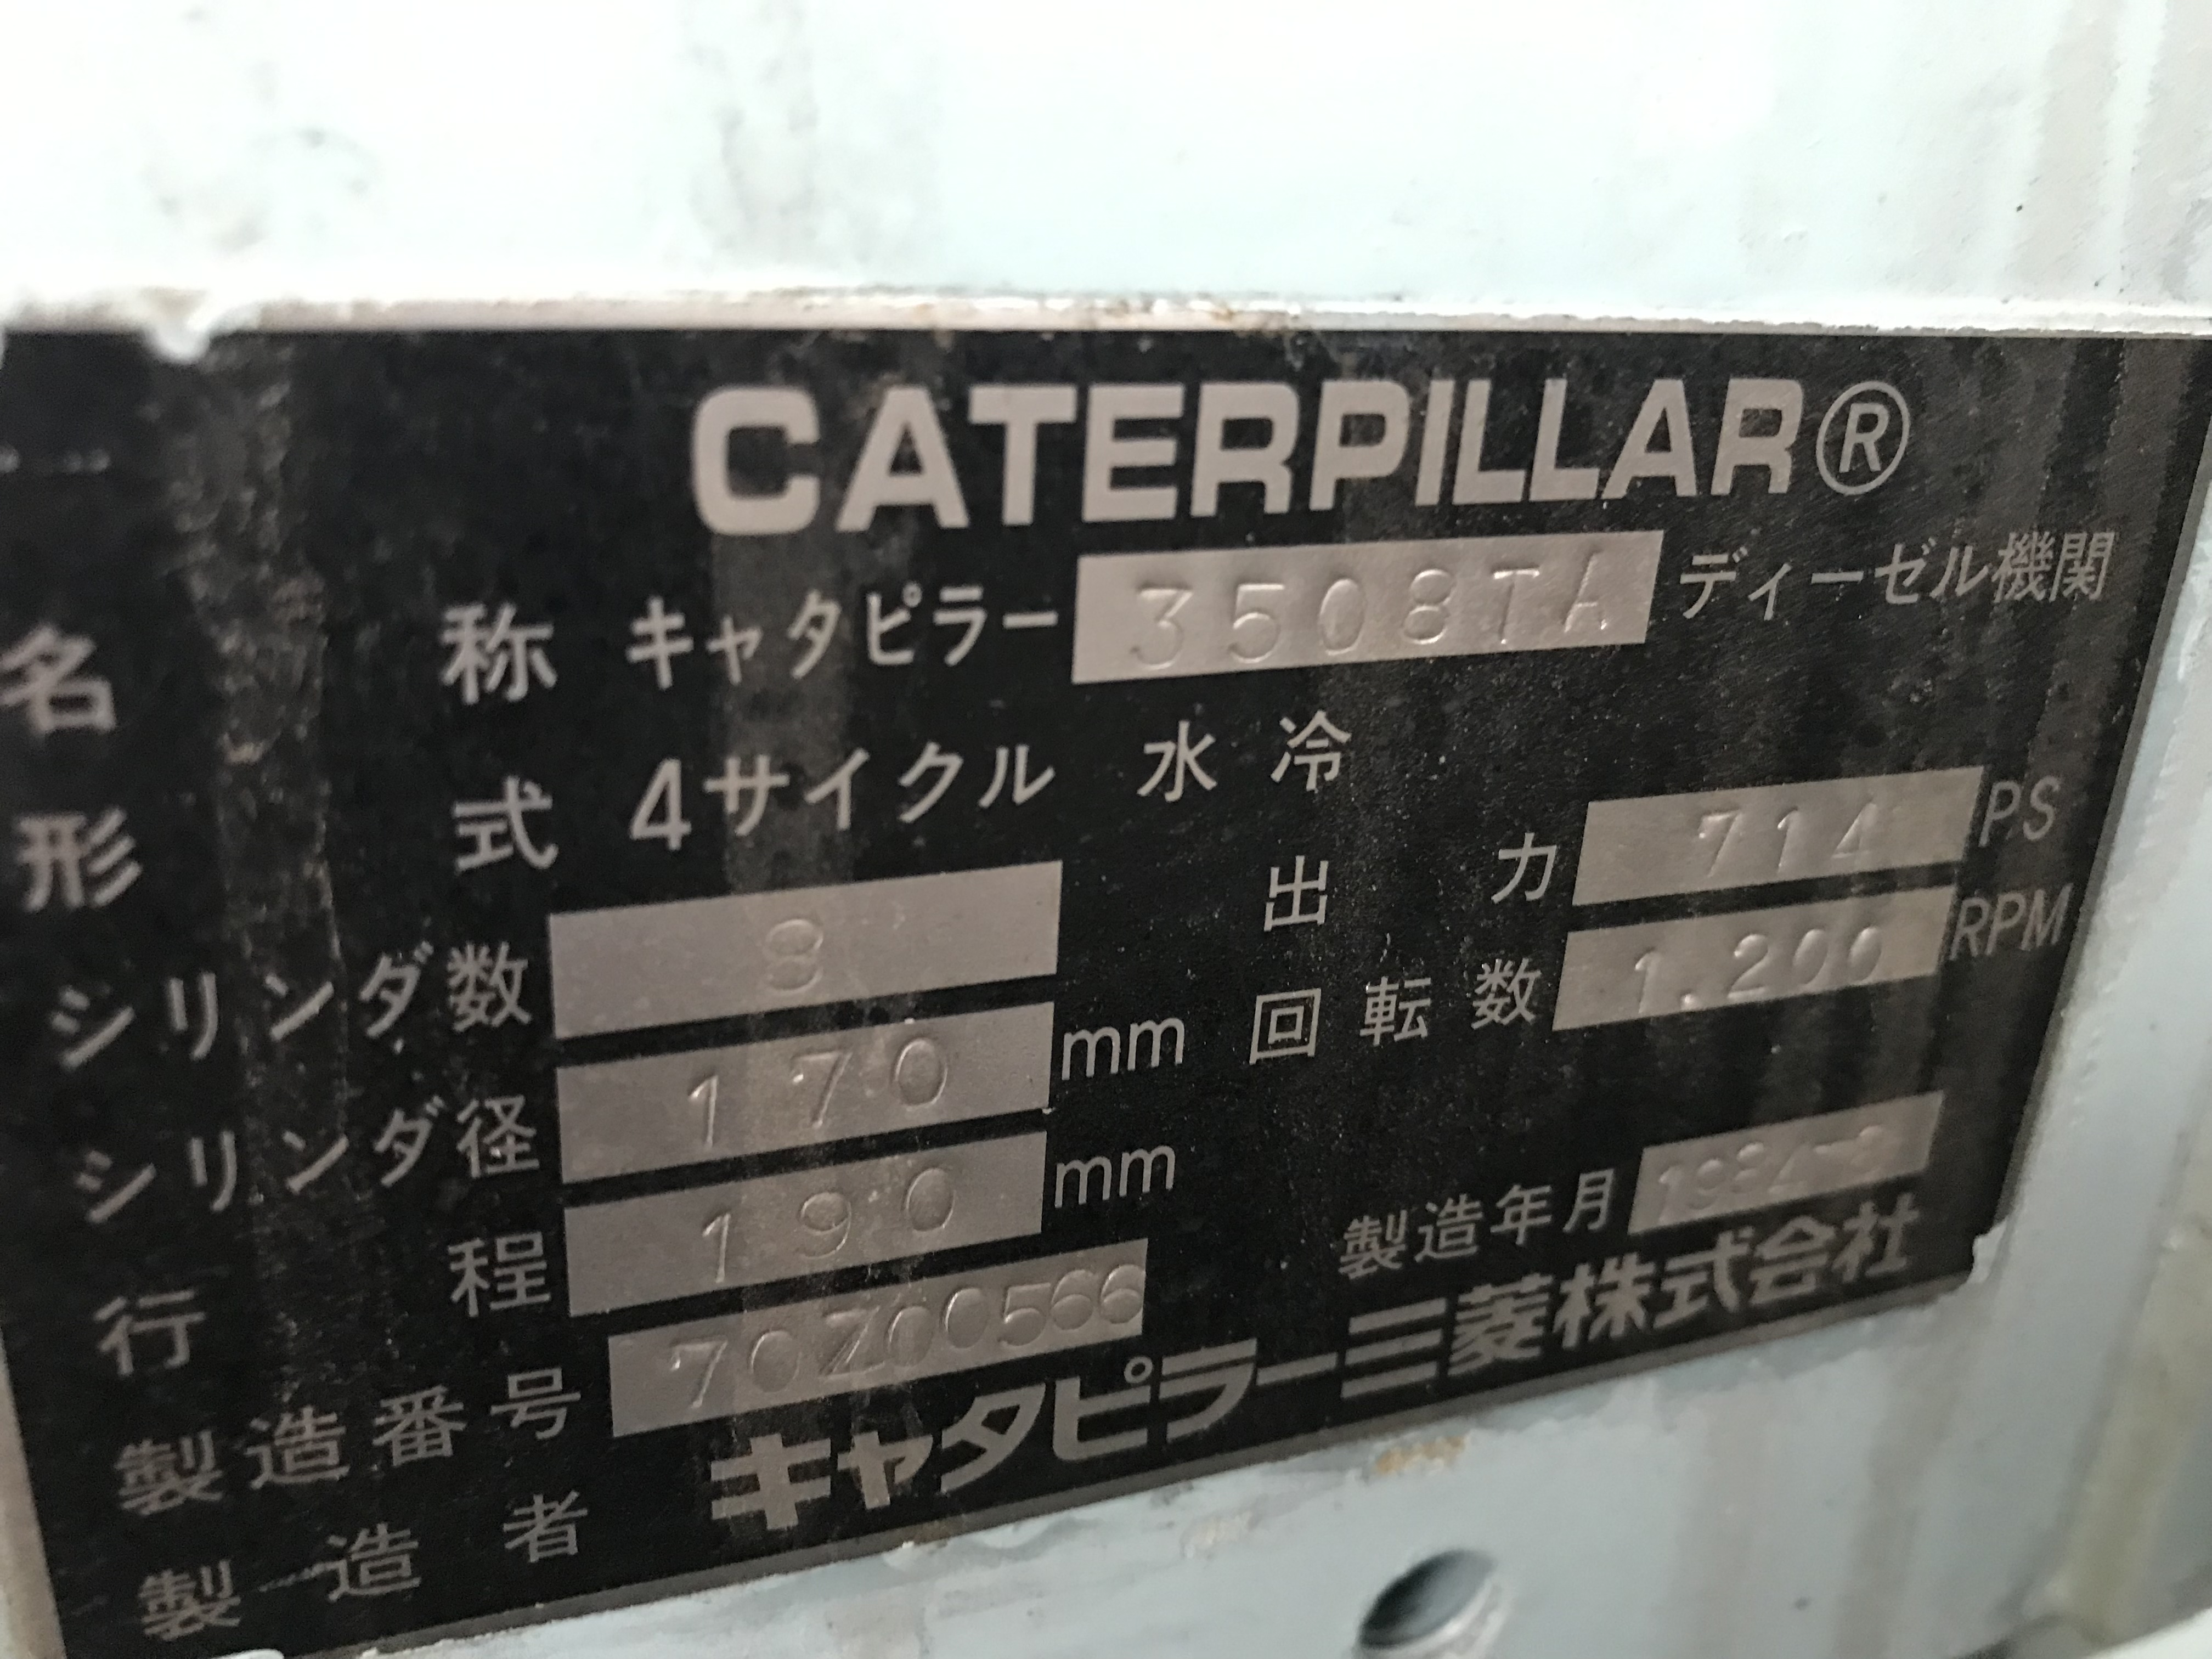 CATERPILLAR®
名称 キャタピラー 3508TA ディーゼル機関
形式 4サイクル 水冷
シリンダ数 8 出力 714 PS
シリンダ径 170 mm 回転数 1.200 RPM
行程 190 mm
製造番号 70Z00566 製造年月
製造者 キャタピラー三菱株式会社